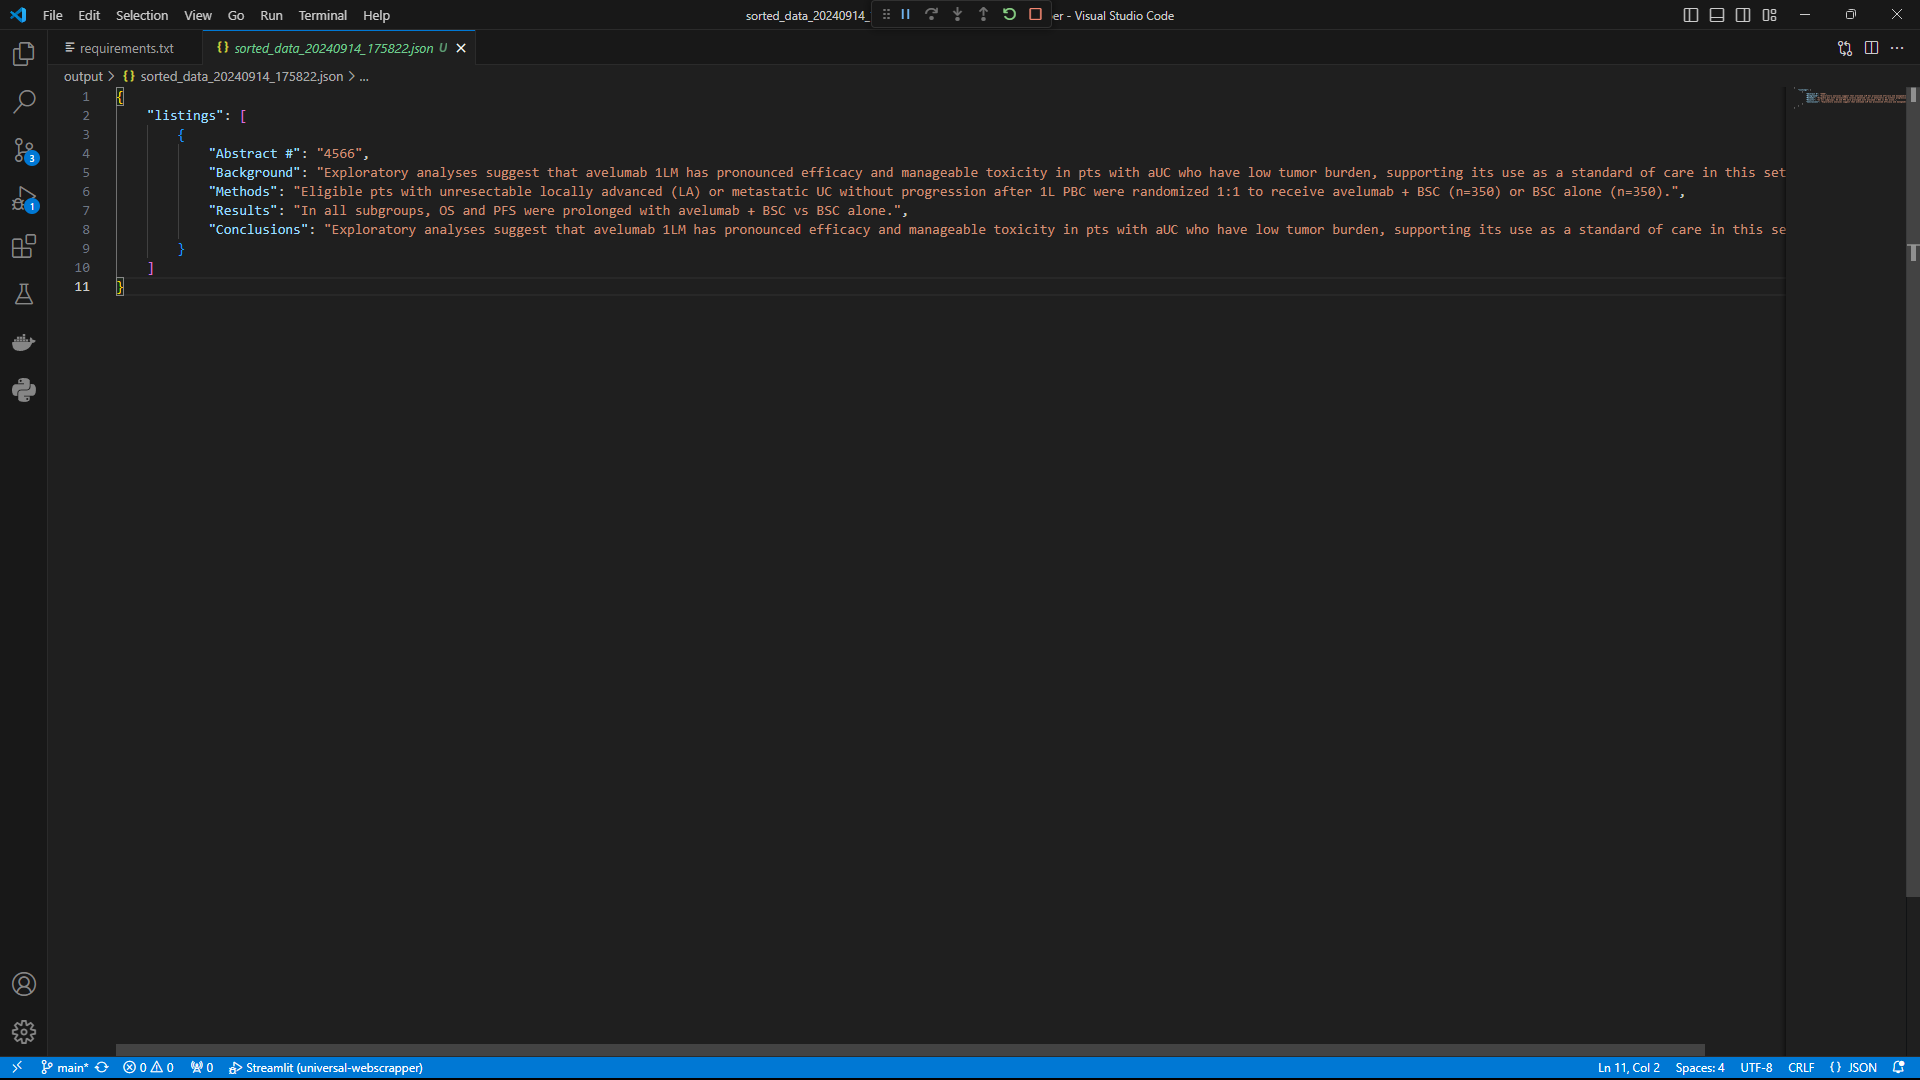 File Edit Selection View Go Run Terminal Help
sorted_data_20240914_
er - Visual Studio Code
requirements.txt
{} sorted_data_20240914_175822.json U
output > {} sorted_data_20240914_175822.json > ...
1 {
2 "listings": [
3 {
4 "Abstract #": "4566",
5 "Background": "Exploratory analyses suggest that avelumab 1LM has pronounced efficacy and manageable toxicity in pts with aUC who have low tumor burden, supporting its use as a standard of care in this set
6 "Methods": "Eligible pts with unresectable locally advanced (LA) or metastatic UC without progression after 1L PBC were randomized 1:1 to receive avelumab + BSC (n=350) or BSC alone (n=350).",
7 "Results": "In all subgroups, OS and PFS were prolonged with avelumab + BSC vs BSC alone.",
8 "Conclusions": "Exploratory analyses suggest that avelumab 1LM has pronounced efficacy and manageable toxicity in pts with aUC who have low tumor burden, supporting its use as a standard of care in this se
9 }
10 ]
11 }
3
1
main* 0 0 0 Streamlit (universal-webscrapper)
Ln 11, Col 2 Spaces: 4 UTF-8 CRLF {} JSON